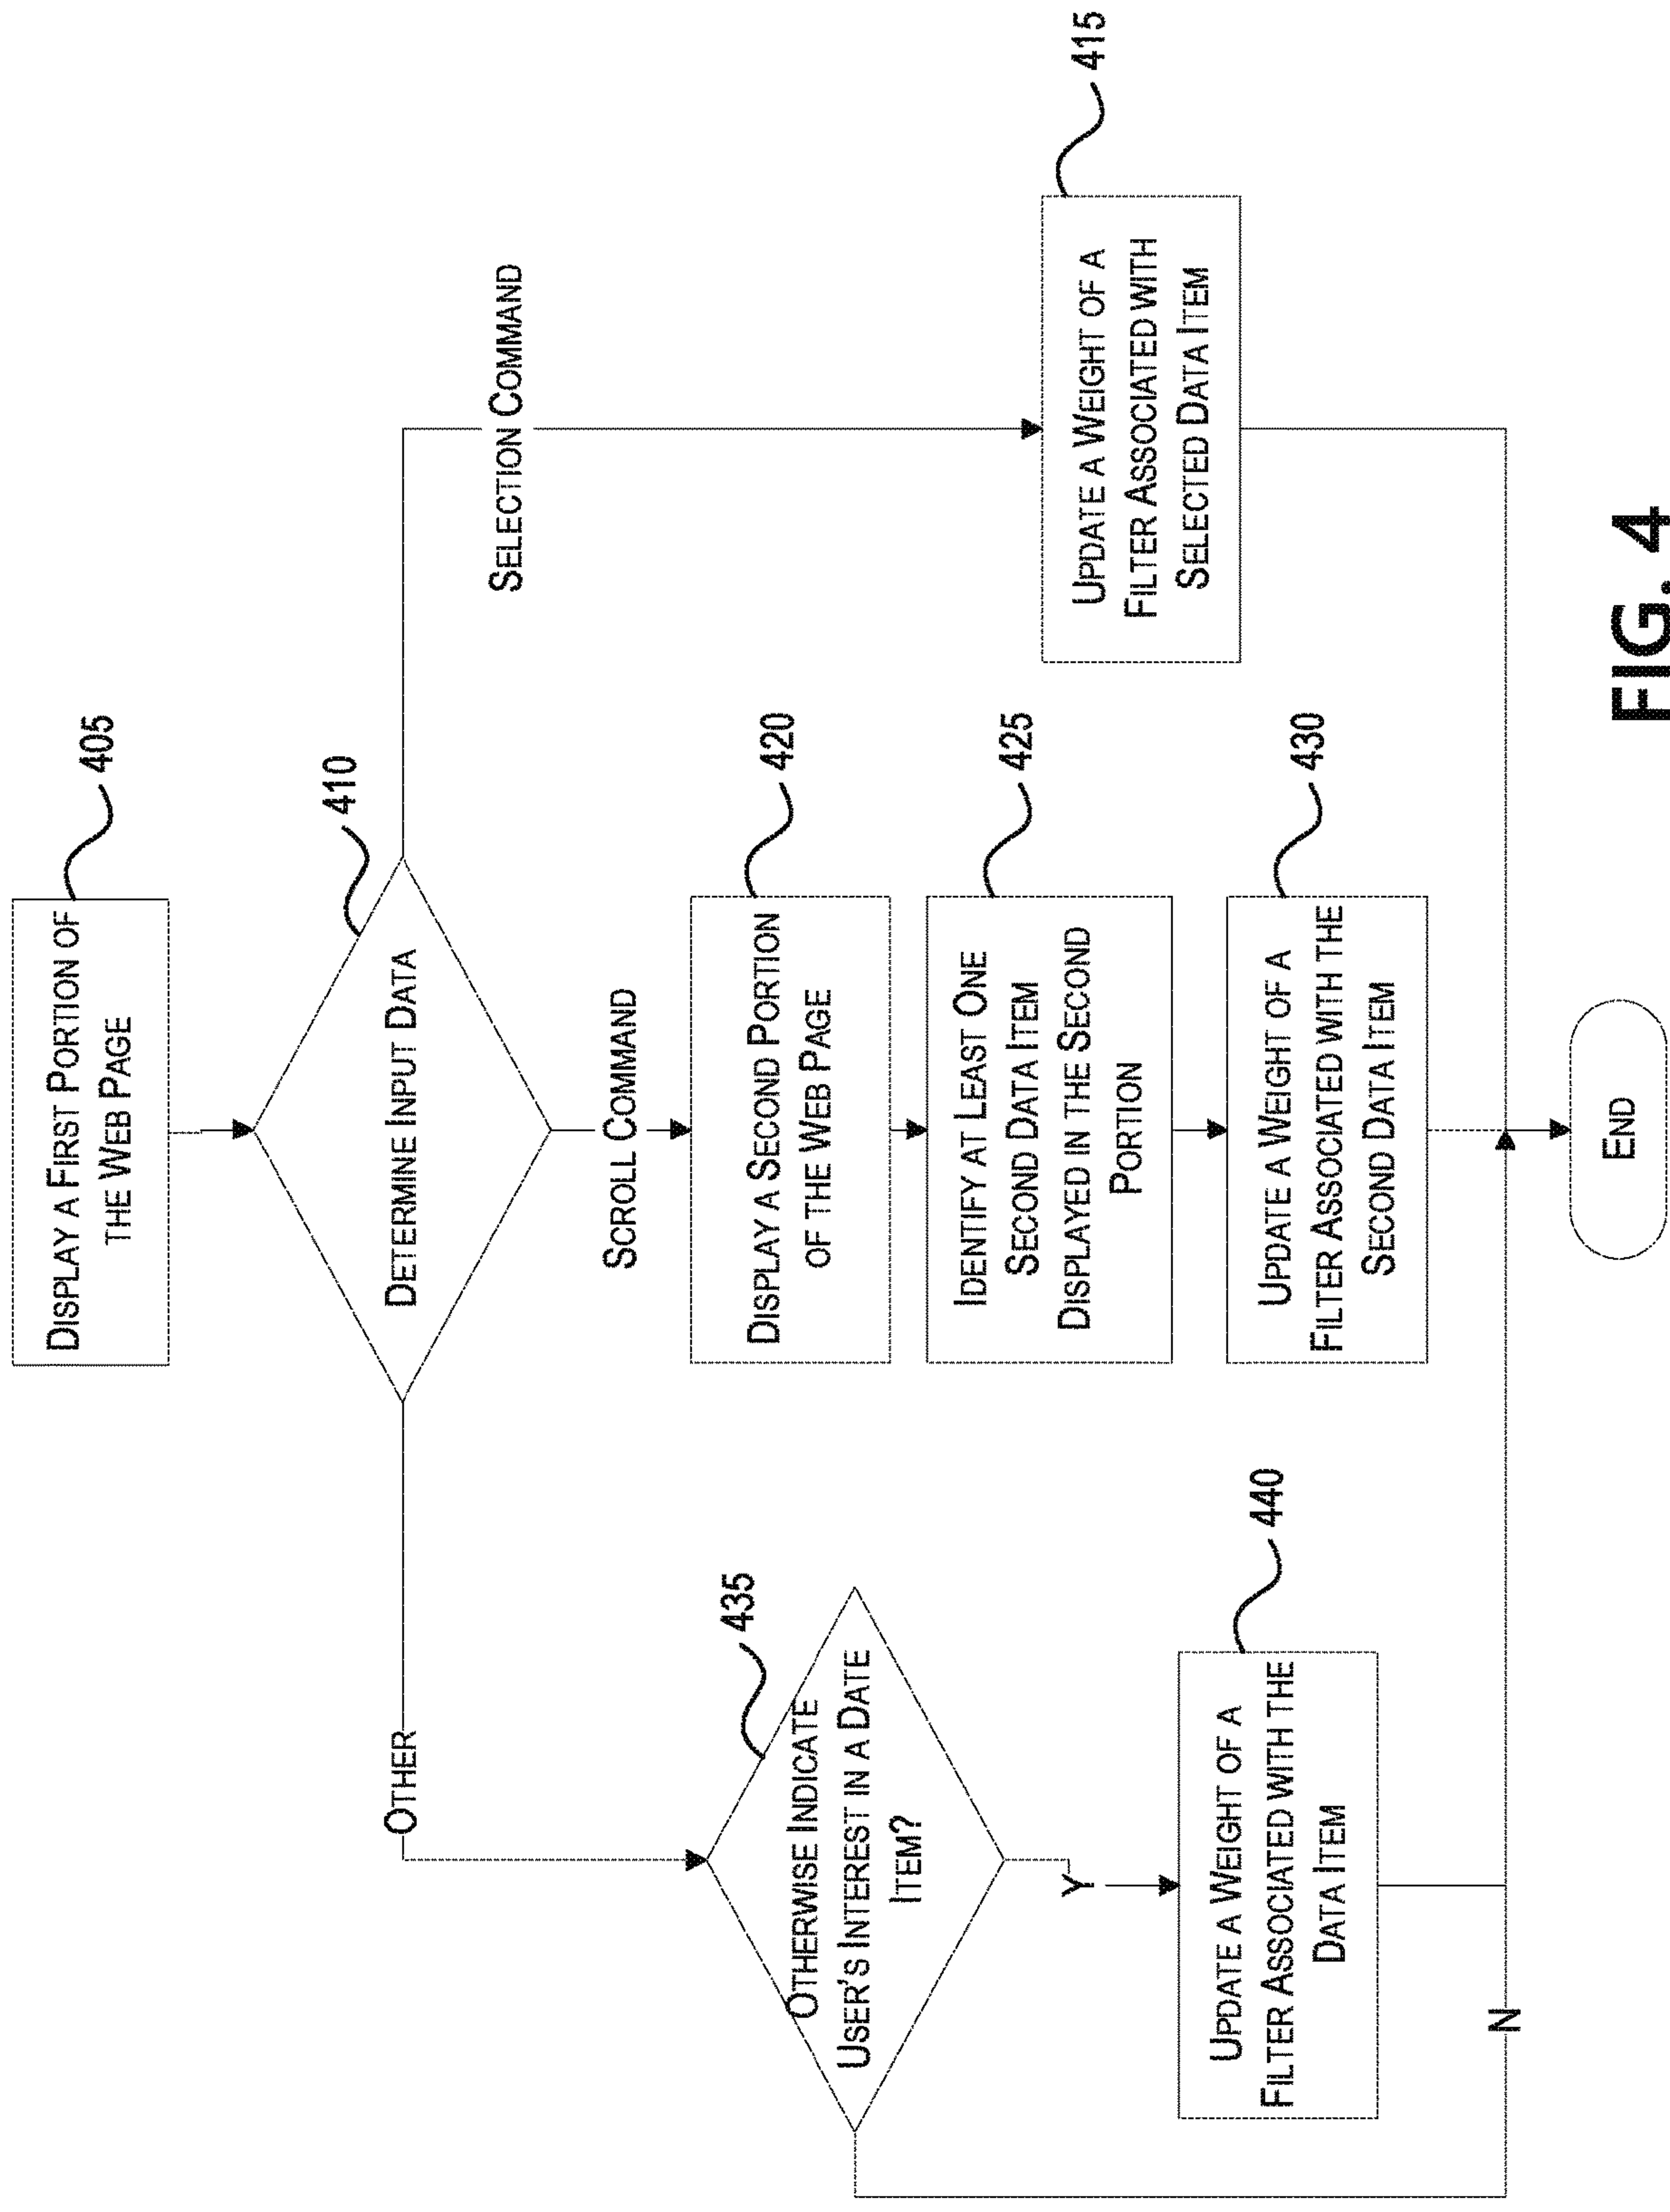 DISPLAY A FIRST PORTION OF
THE WEB PAGE
405
DETERMINE INPUT DATA
410
OTHER
SCROLL COMMAND
SELECTION COMMAND
OTHERWISE INDICATE
USER'S INTEREST IN A DATE
ITEM?
435
Y
UPDATE A WEIGHT OF A
FILTER ASSOCIATED WITH THE
DATA ITEM
440
N
DISPLAY A SECOND PORTION
OF THE WEB PAGE
420
IDENTIFY AT LEAST ONE
SECOND DATA ITEM
DISPLAYED IN THE SECOND
PORTION
425
UPDATE A WEIGHT OF A
FILTER ASSOCIATED WITH THE
SECOND DATA ITEM
430
UPDATE A WEIGHT OF A
FILTER ASSOCIATED WITH
SELECTED DATA ITEM
415
END
FIG. 4